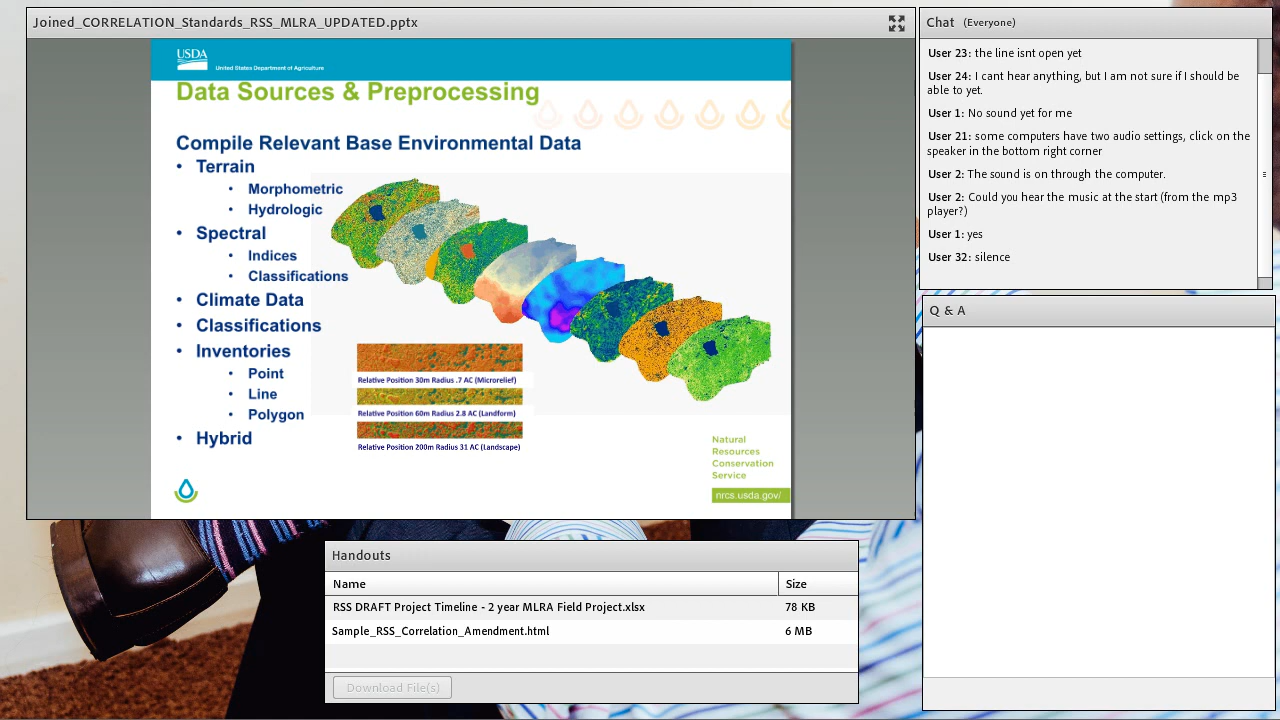 Joined_CORRELATION_Standards_RSS_MLRA_UPDATED.pptx
USDA
United States Department of Agriculture
Data Sources & Preprocessing
Compile Relevant Base Environmental Data
• Terrain
• Morphometric
• Hydrologic
• Spectral
• Indices
• Classifications
• Climate Data
• Classifications
• Inventories
• Point
• Line
• Polygon
• Hybrid
Relative Position 30m Radius .7 AC (Microrelief)
Relative Position 60m Radius 2.8 AC (Landform)
Relative Position 200m Radius 31 AC (Landscape)
Natural
Resources
Conservation
Service
nrcs.usda.gov/
Chat (Everyone)
User 23: the line isnt open yet
User 24: I cant hear anything, but I am not sure if I should be
able to yet.
User 1: No sound yet for me
User 21: some computers have two audio settings, click on the
speaker in the bottom right corner
User 2: The sound is on through the computer.
User 2: Could you hear the music at the start (from the mp3
player?)
User 1: yes
User 32: silence
Q & A
Handouts
Name Size
RSS DRAFT Project Timeline - 2 year MLRA Field Project.xlsx 78 KB
Sample_RSS_Correlation_Amendment.html 6 MB
Download File(s)